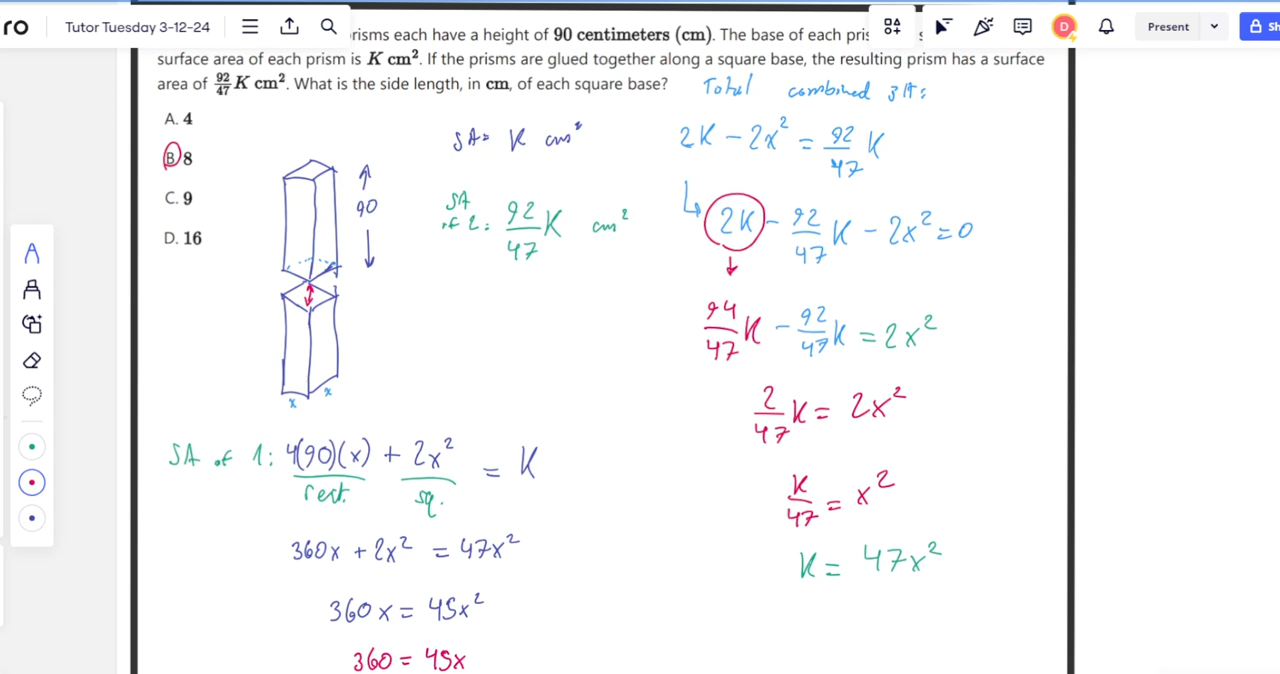 ro Tutor Tuesday 3-12-24 Present Sh
risms each have a height of 90 centimeters (cm). The base of each pris s
surface area of each prism is K cm². If the prisms are glued together along a square base, the resulting prism has a surface
area of 92/47 K cm². What is the side length, in cm, of each square base?
Total combined SA:
A. 4
B. 8
C. 9
D. 16
90
x x
SA= K cm²
SA of 2: 92/47 K cm²
2K - 2x² = 92/47 K
2K - 92/47 K - 2x² = 0
94/47 K - 92/47 K = 2x²
2/47 K = 2x²
K/47 = x²
K = 47x²
SA of 1: 4(90)(x) + 2x² = K
rect. sq.
360x + 2x² = 47x²
360x = 45x²
360 = 45x
D
A